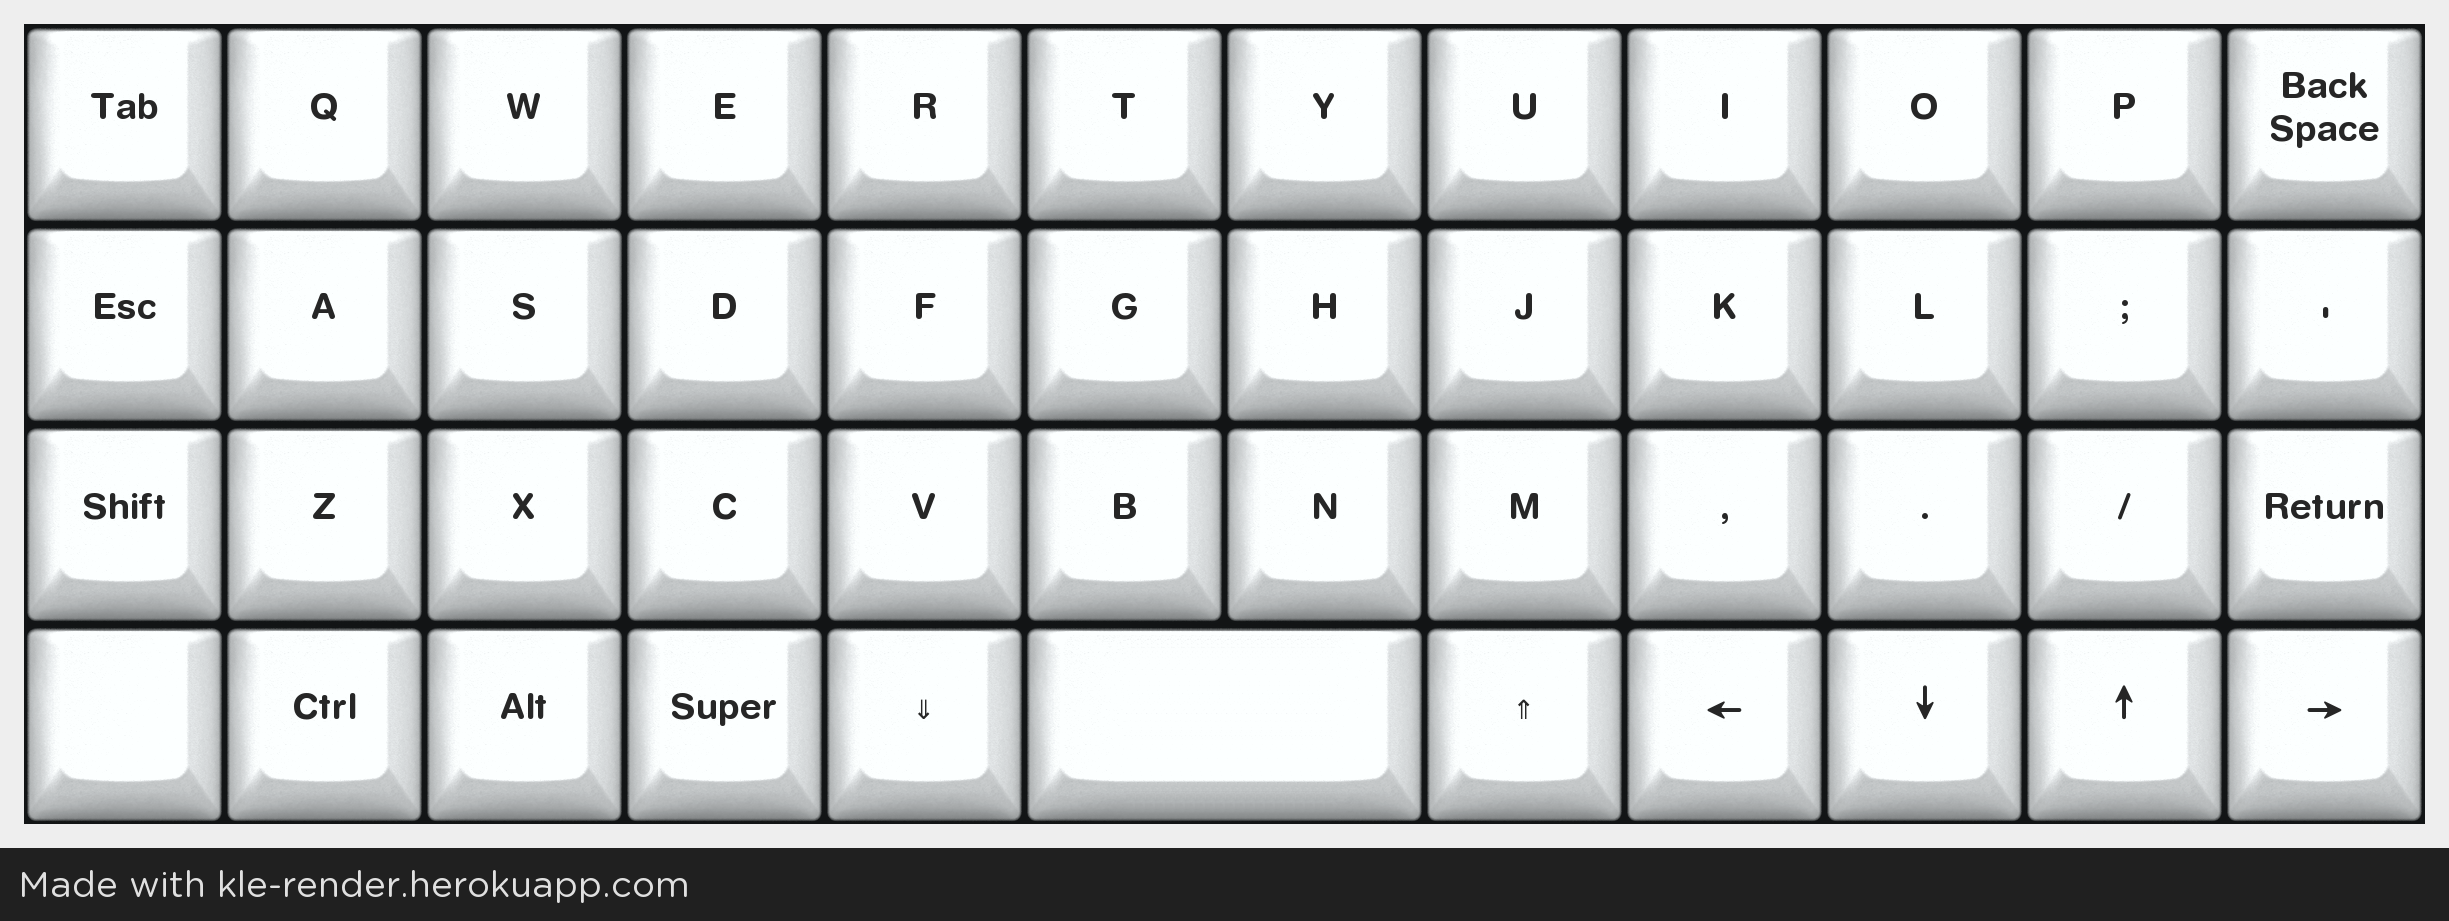 Tab Q W E R T Y U I O P Back
Space
Esc A S D F G H J K L ; '
Shift Z X C V B N M , . / Return
Ctrl Alt Super ⇓ ⇑ ← ↓ ↑ →
Made with kle-render.herokuapp.com